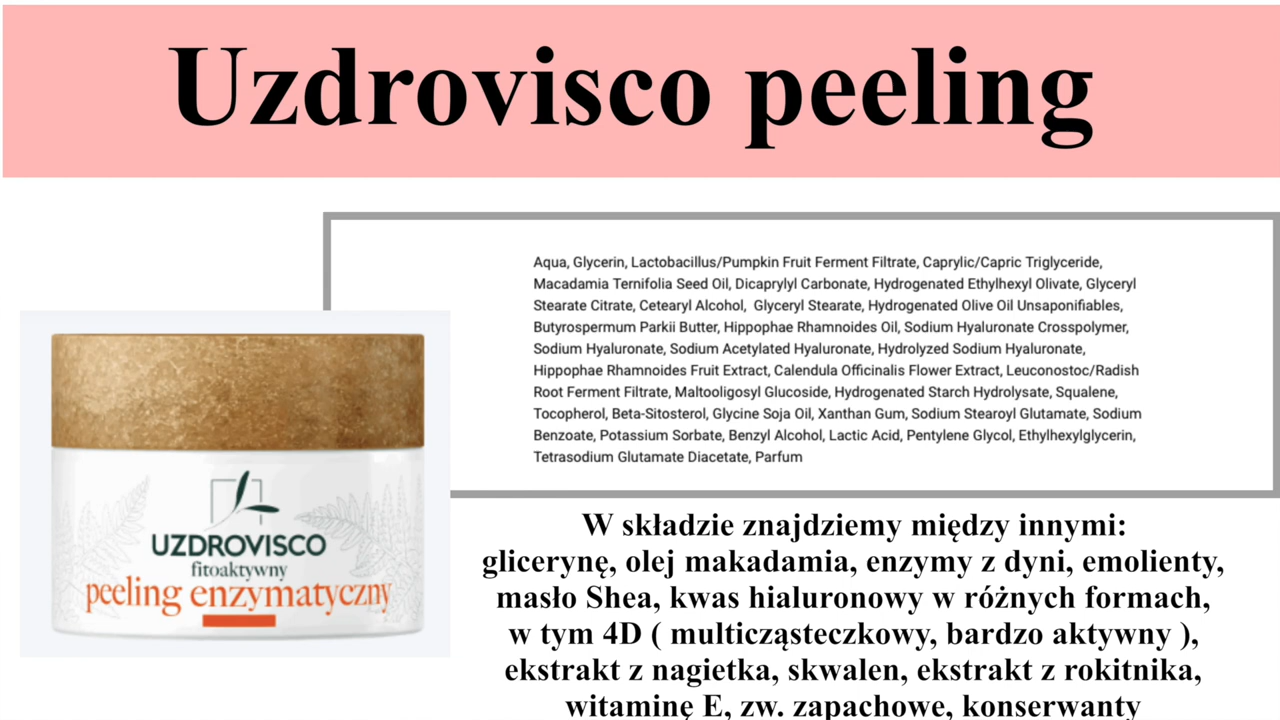 Uzdrovisco peeling
Aqua, Glycerin, Lactobacillus/Pumpkin Fruit Ferment Filtrate, Caprylic/Capric Triglyceride,
Macadamia Ternifolia Seed Oil, Dicaprylyl Carbonate, Hydrogenated Ethylhexyl Olivate, Glyceryl
Stearate Citrate, Cetearyl Alcohol, Glyceryl Stearate, Hydrogenated Olive Oil Unsaponifiables,
Butyrospermum Parkii Butter, Hippophae Rhamnoides Oil, Sodium Hyaluronate Crosspolymer,
Sodium Hyaluronate, Sodium Acetylated Hyaluronate, Hydrolyzed Sodium Hyaluronate,
Hippophae Rhamnoides Fruit Extract, Calendula Officinalis Flower Extract, Leuconostoc/Radish
Root Ferment Filtrate, Maltooligosyl Glucoside, Hydrogenated Starch Hydrolysate, Squalene,
Tocopherol, Beta-Sitosterol, Glycine Soja Oil, Xanthan Gum, Sodium Stearoyl Glutamate, Sodium
Benzoate, Potassium Sorbate, Benzyl Alcohol, Lactic Acid, Pentylene Glycol, Ethylhexylglycerin,
Tetrasodium Glutamate Diacetate, Parfum
UZDROVISCO
fitoaktywny
peeling enzymatyczny
W składzie znajdziemy między innymi:
glicerynę, olej makadamia, enzymy z dyni, emolienty,
masło Shea, kwas hialuronowy w różnych formach,
w tym 4D ( multicząsteczkowy, bardzo aktywny ),
ekstrakt z nagietka, skwalen, ekstrakt z rokitnika,
witaminę E, zw. zapachowe, konserwanty